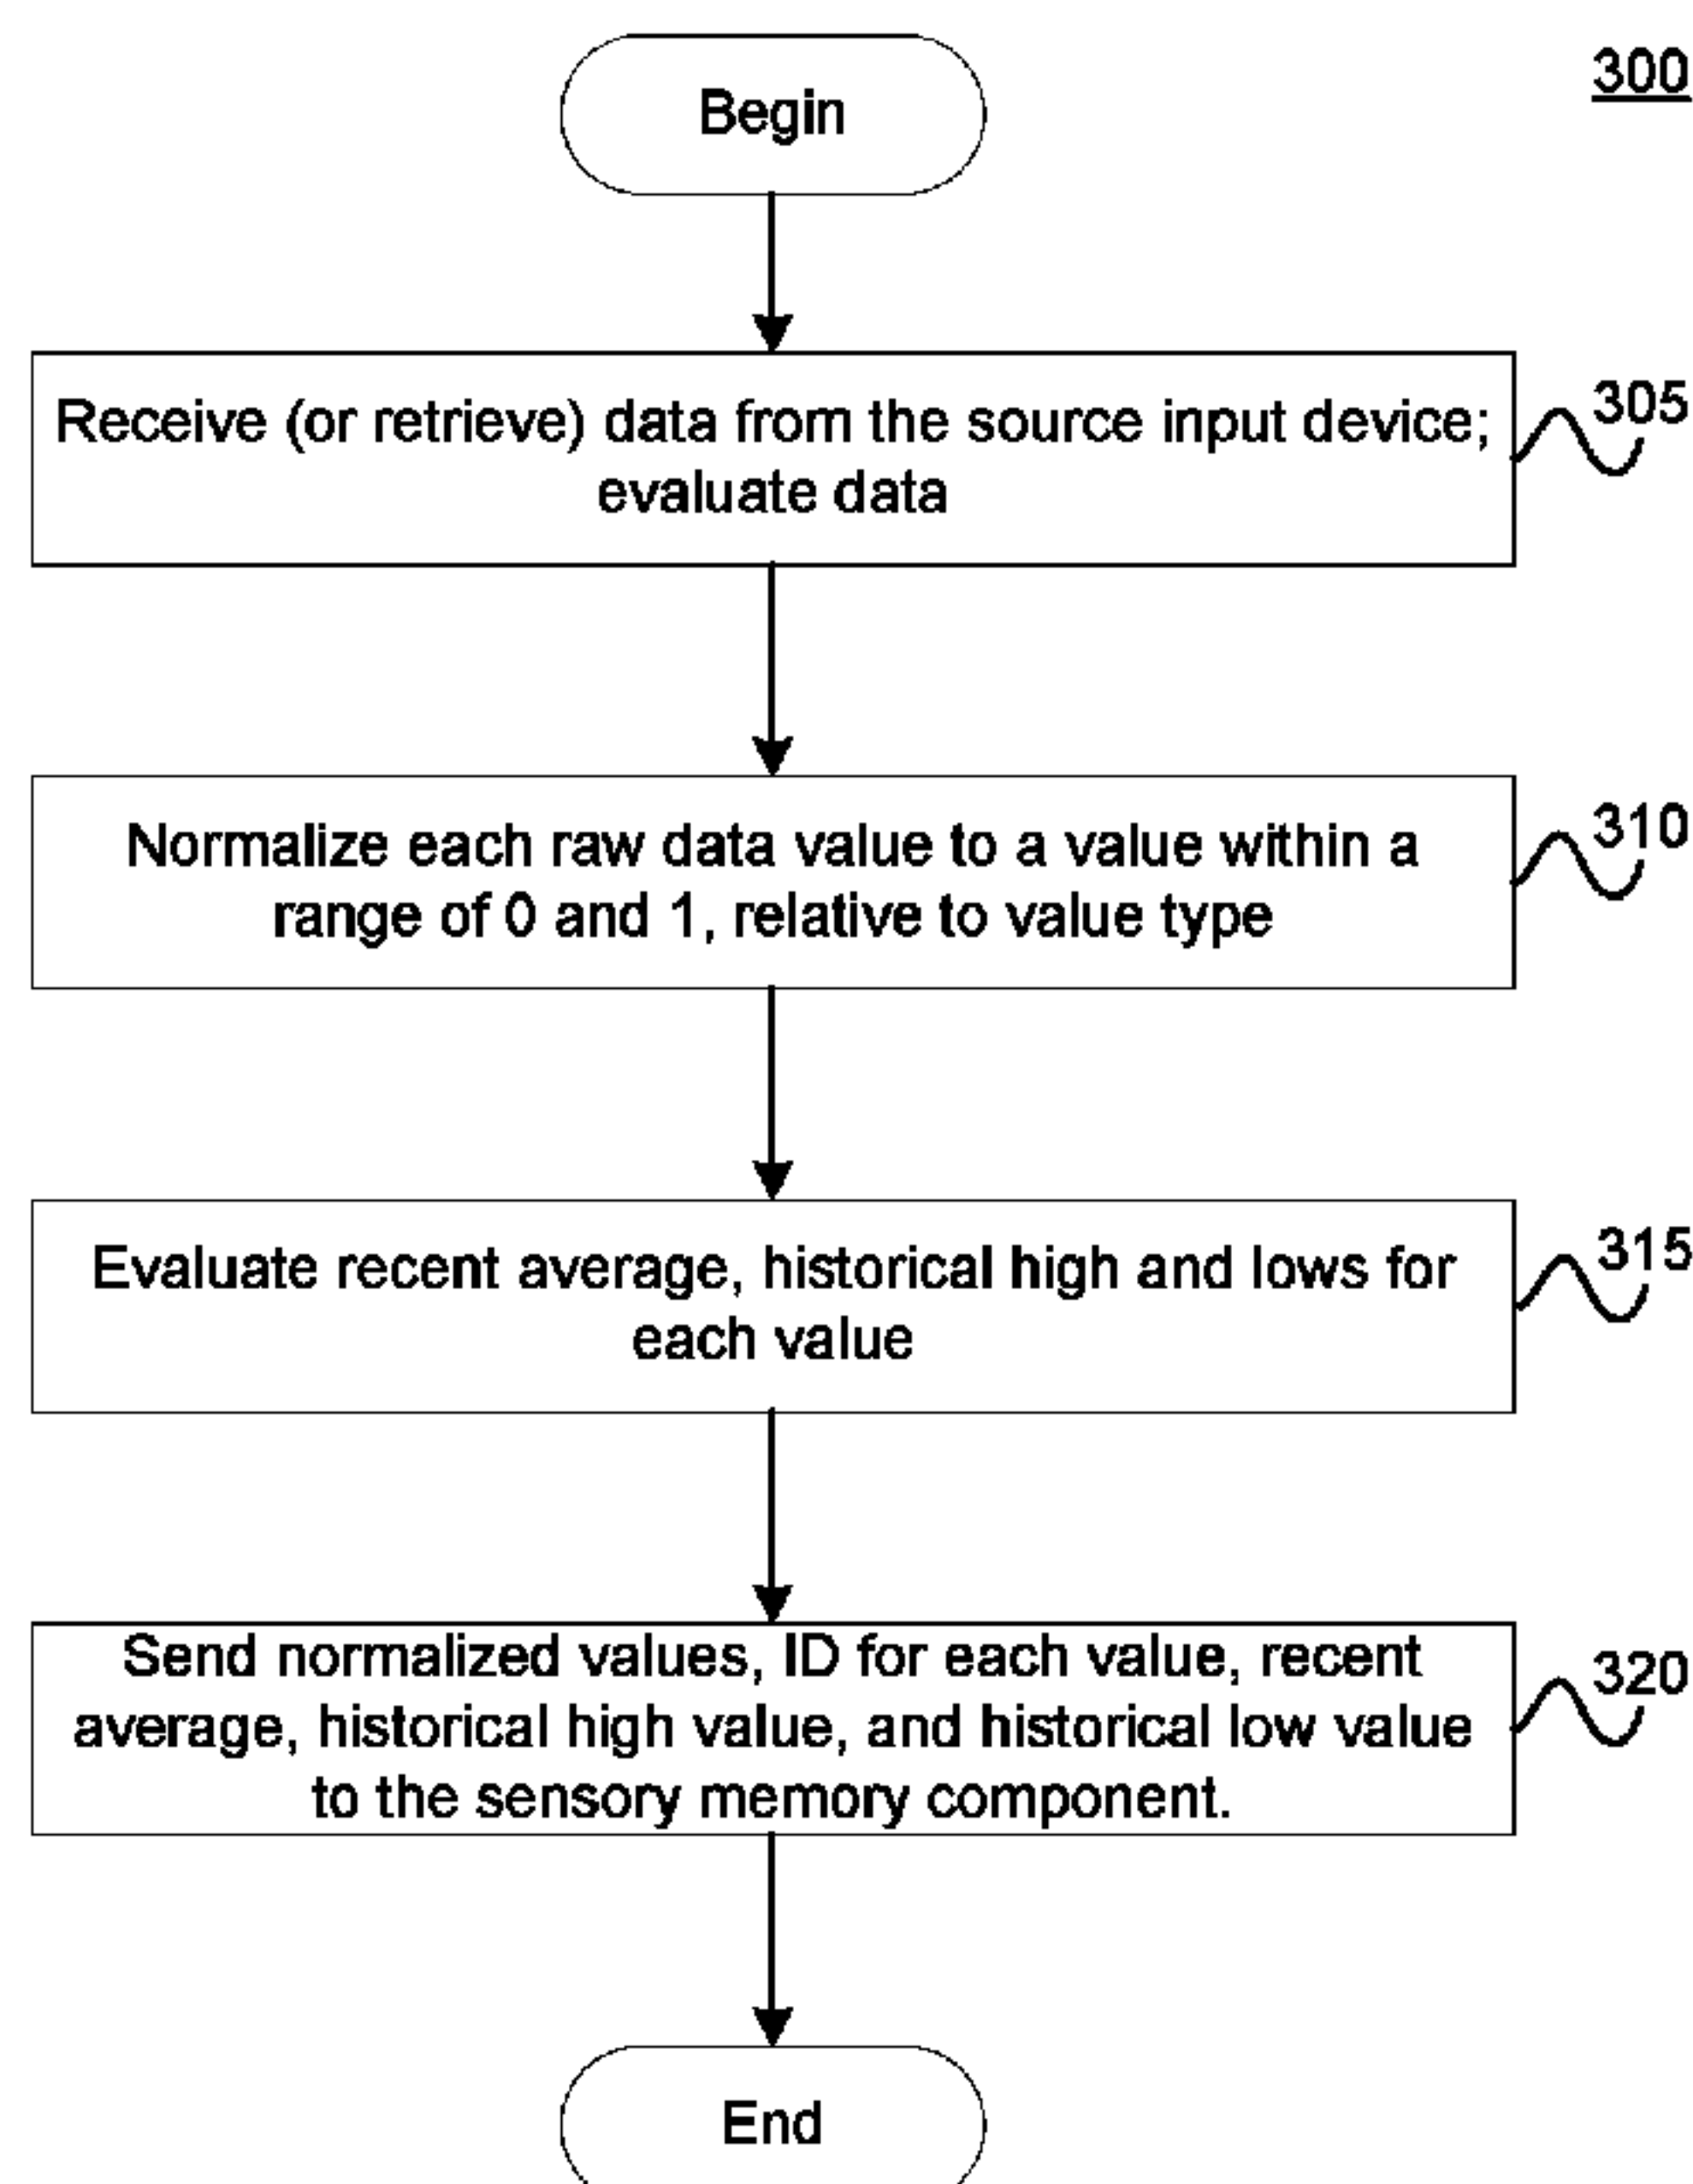 300
Begin
Receive (or retrieve) data from the source input device;
evaluate data
305
Normalize each raw data value to a value within a
range of 0 and 1, relative to value type
310
Evaluate recent average, historical high and lows for
each value
315
Send normalized values, ID for each value, recent
average, historical high value, and historical low value
to the sensory memory component.
320
End